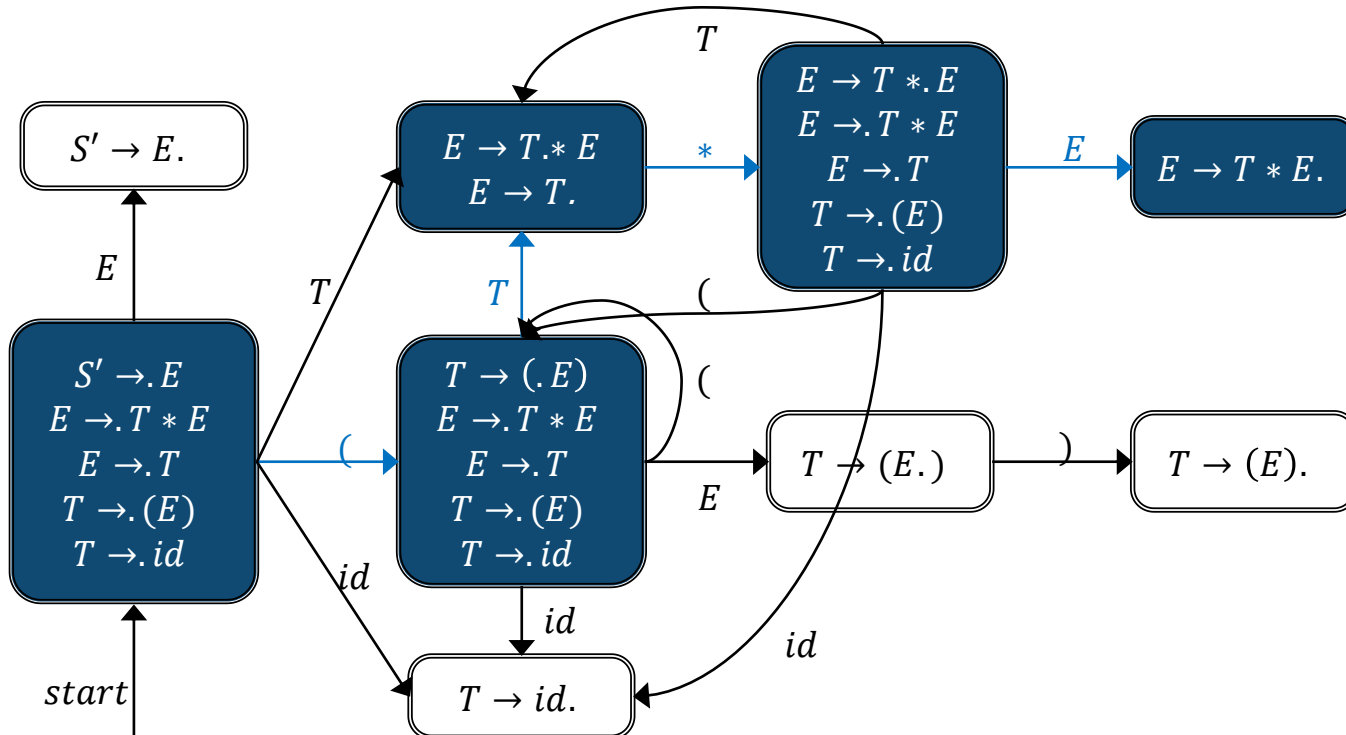 T
E → T *. E
E →. T * E
E →. T
T →. (E)
T →. id
S′ → E.
E → T.* E
E → T.
*
E
E → T * E.
E
T
T
(
S′ →. E
E →. T * E
E →. T
T →. (E)
T →. id
(
T → (. E)
E →. T * E
E →. T
T →. (E)
T →. id
(
E
T → (E.)
)
T → (E).
id
id
id
start
T → id.